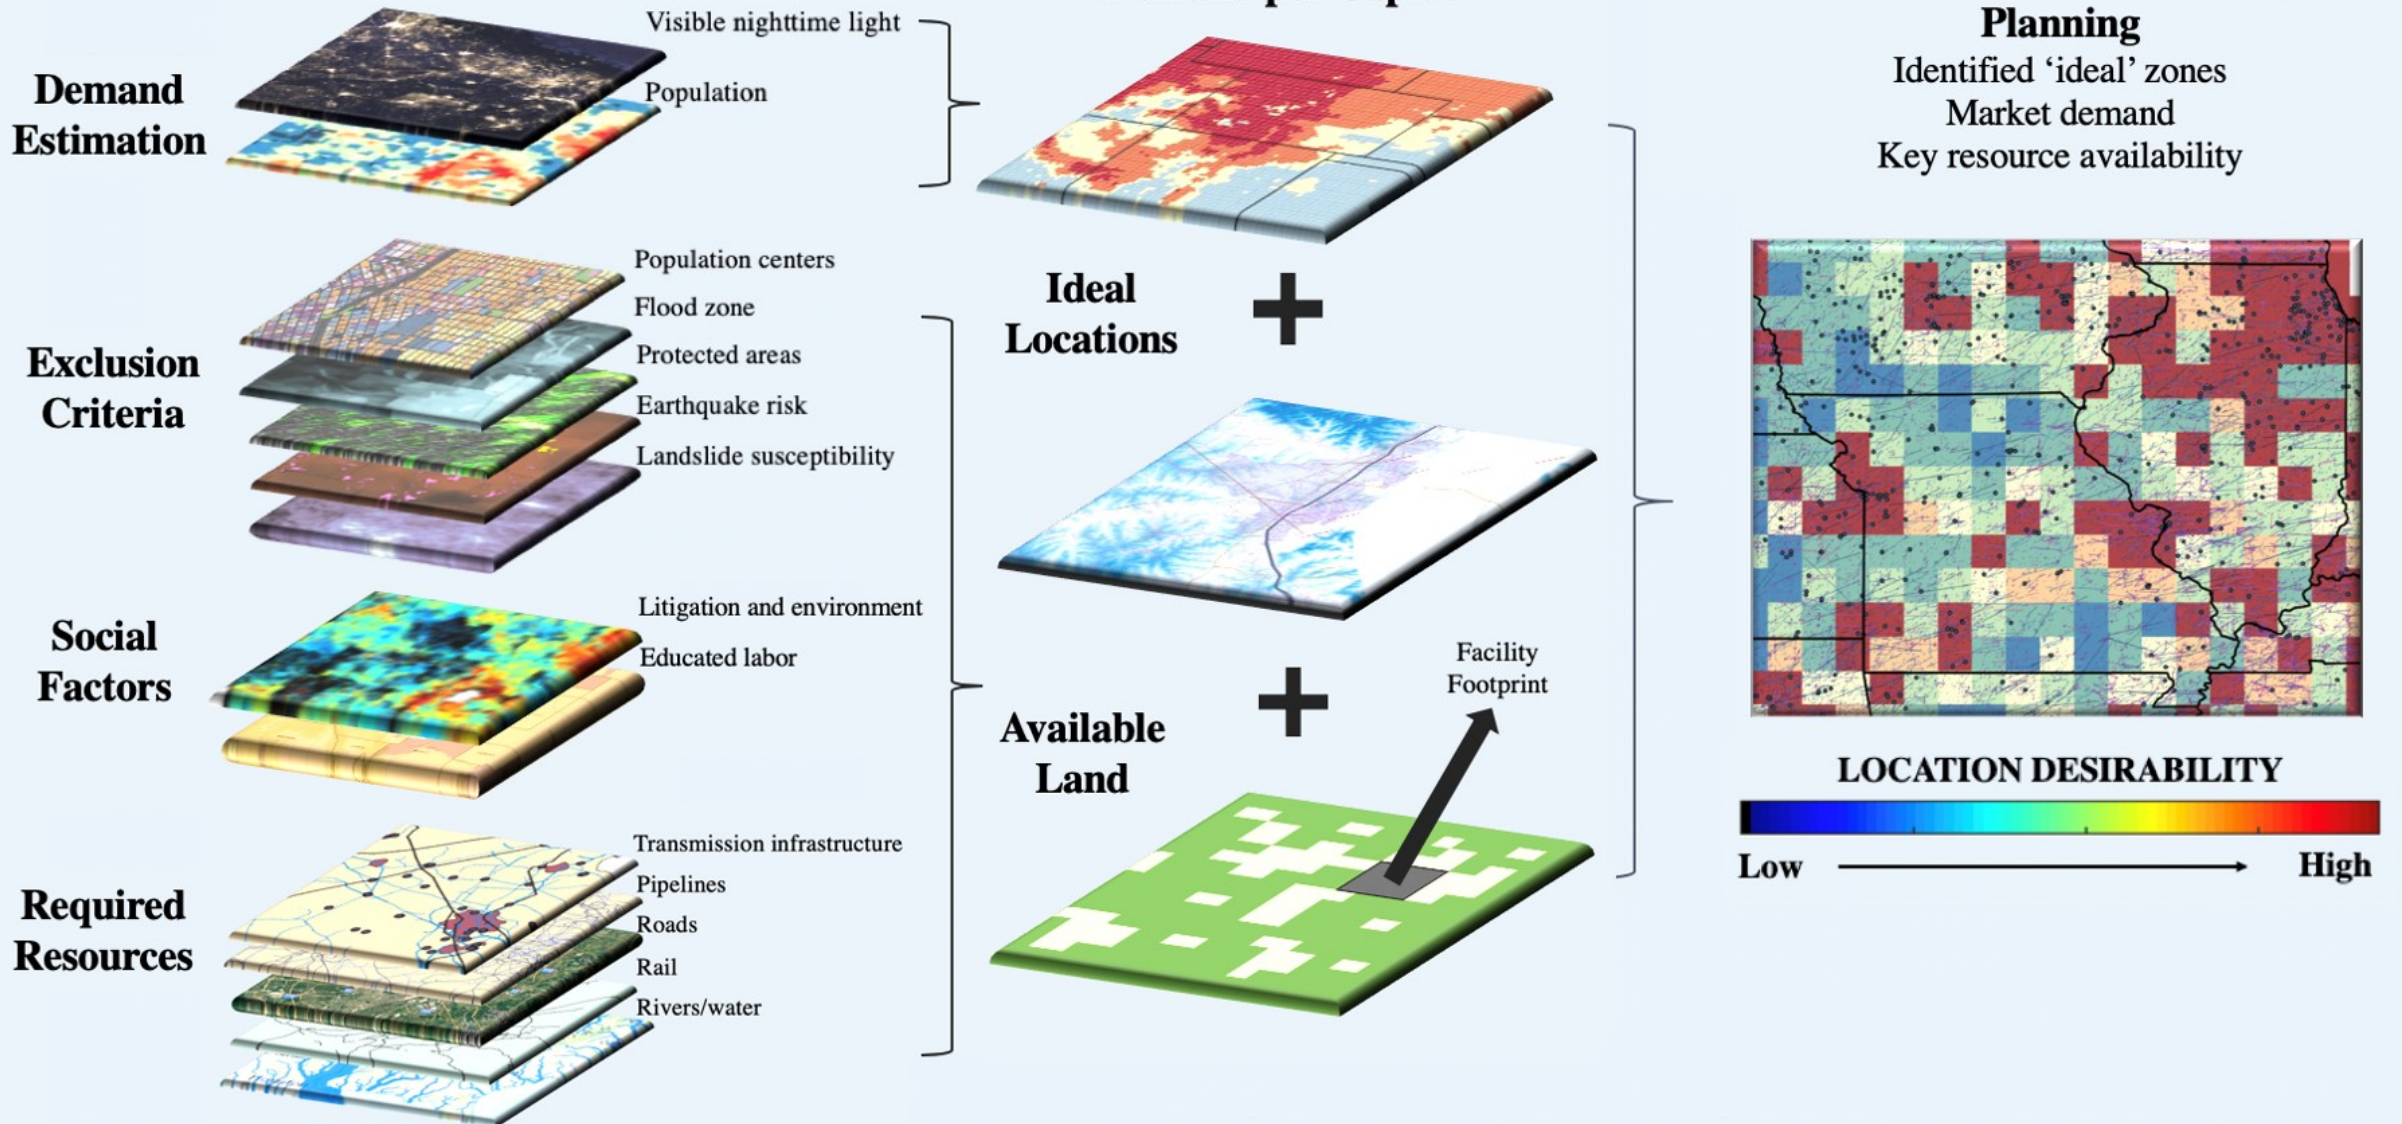 Demand
Estimation
Visible nighttime light
Population
Exclusion
Criteria
Population centers
Flood zone
Protected areas
Earthquake risk
Landslide susceptibility
Social
Factors
Litigation and environment
Educated labor
Required
Resources
Transmission infrastructure
Pipelines
Roads
Rail
Rivers/water
Ideal
Locations
Available
Land
Facility
Footprint
Planning
Identified ‘ideal’ zones
Market demand
Key resource availability
LOCATION DESIRABILITY
Low
High